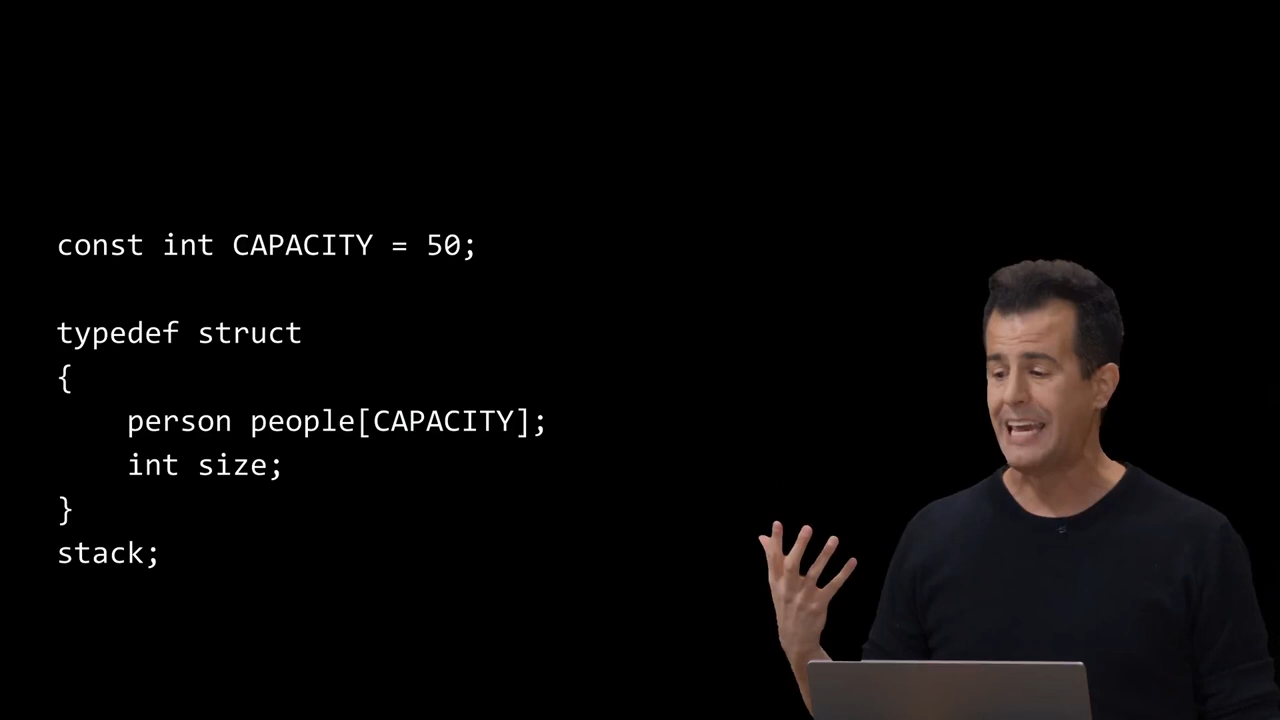 const int CAPACITY = 50;
typedef struct
{
    person people[CAPACITY];
    int size;
}
stack;